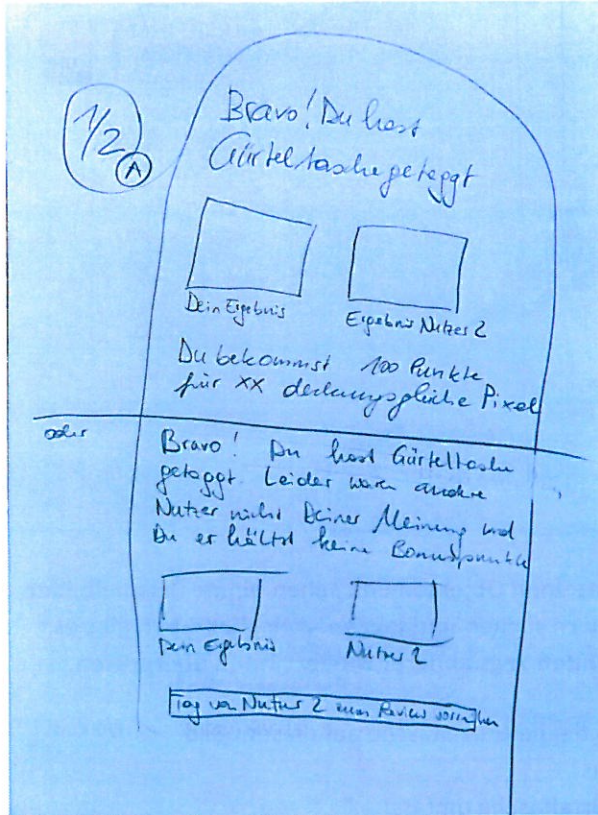 1/2
A
Bravo! Du hast
Gürteltasche getaggt
Dein Ergebnis
Ergebnis Nutzer 2
Du bekommst 100 Punkte
für XX deckungsgleiche Pixel
oder
Bravo! Du hast Gürteltasche
getaggt. Leider waren andere
Nutzer nicht Deiner Meinung und
Du erhältst keine Bonuspunkte
Dein Ergebnis
Nutzer 2
Tag von Nutzer 2 zum Review vorsehen